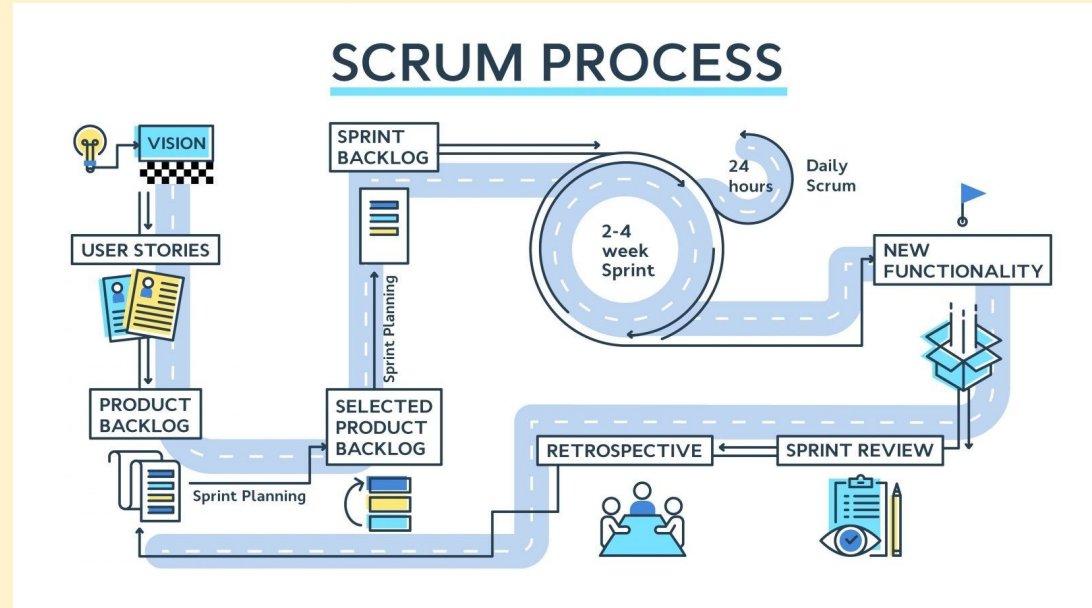 SCRUM PROCESS
VISION
USER STORIES
PRODUCT
BACKLOG
Sprint Planning
SELECTED
PRODUCT
BACKLOG
Sprint Planning
SPRINT
BACKLOG
2-4
week
Sprint
24
hours
Daily
Scrum
NEW
FUNCTIONALITY
SPRINT REVIEW
RETROSPECTIVE